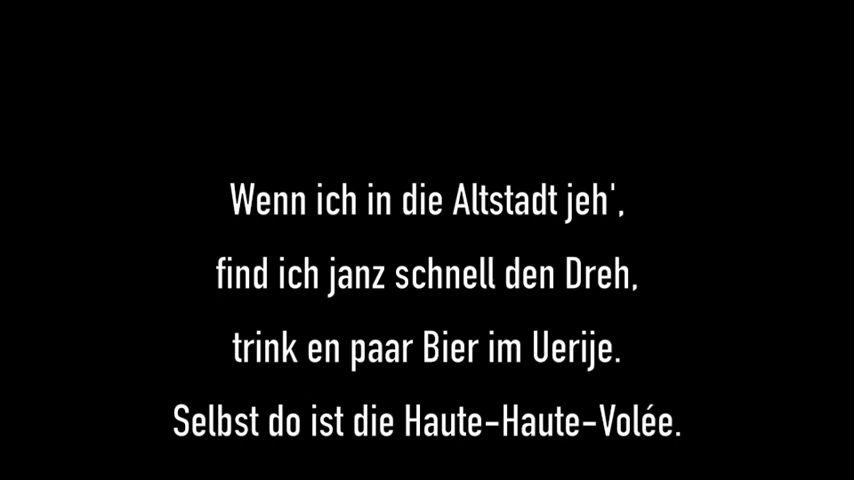 Wenn ich in die Altstadt jeh',
find ich janz schnell den Dreh,
trink en paar Bier im Uerije.
Selbst do ist die Haute-Haute-Volée.